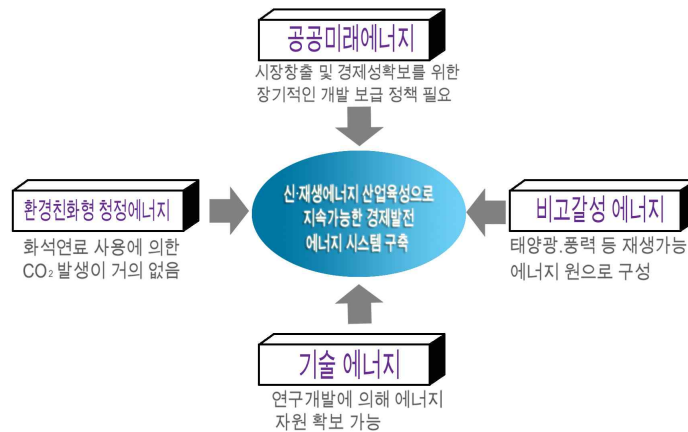 공공미래에너지
시장창출 및 경제성확보를 위한
장기적인 개발 보급 정책 필요
환경친화형 청정에너지
화석연료 사용에 의한
CO₂ 발생이 거의 없음
신·재생에너지 산업육성으로
지속가능한 경제발전
에너지 시스템 구축
비고갈성 에너지
태양광.풍력 등 재생가능
에너지 원으로 구성
기술 에너지
연구개발에 의해 에너지
자원 확보 가능